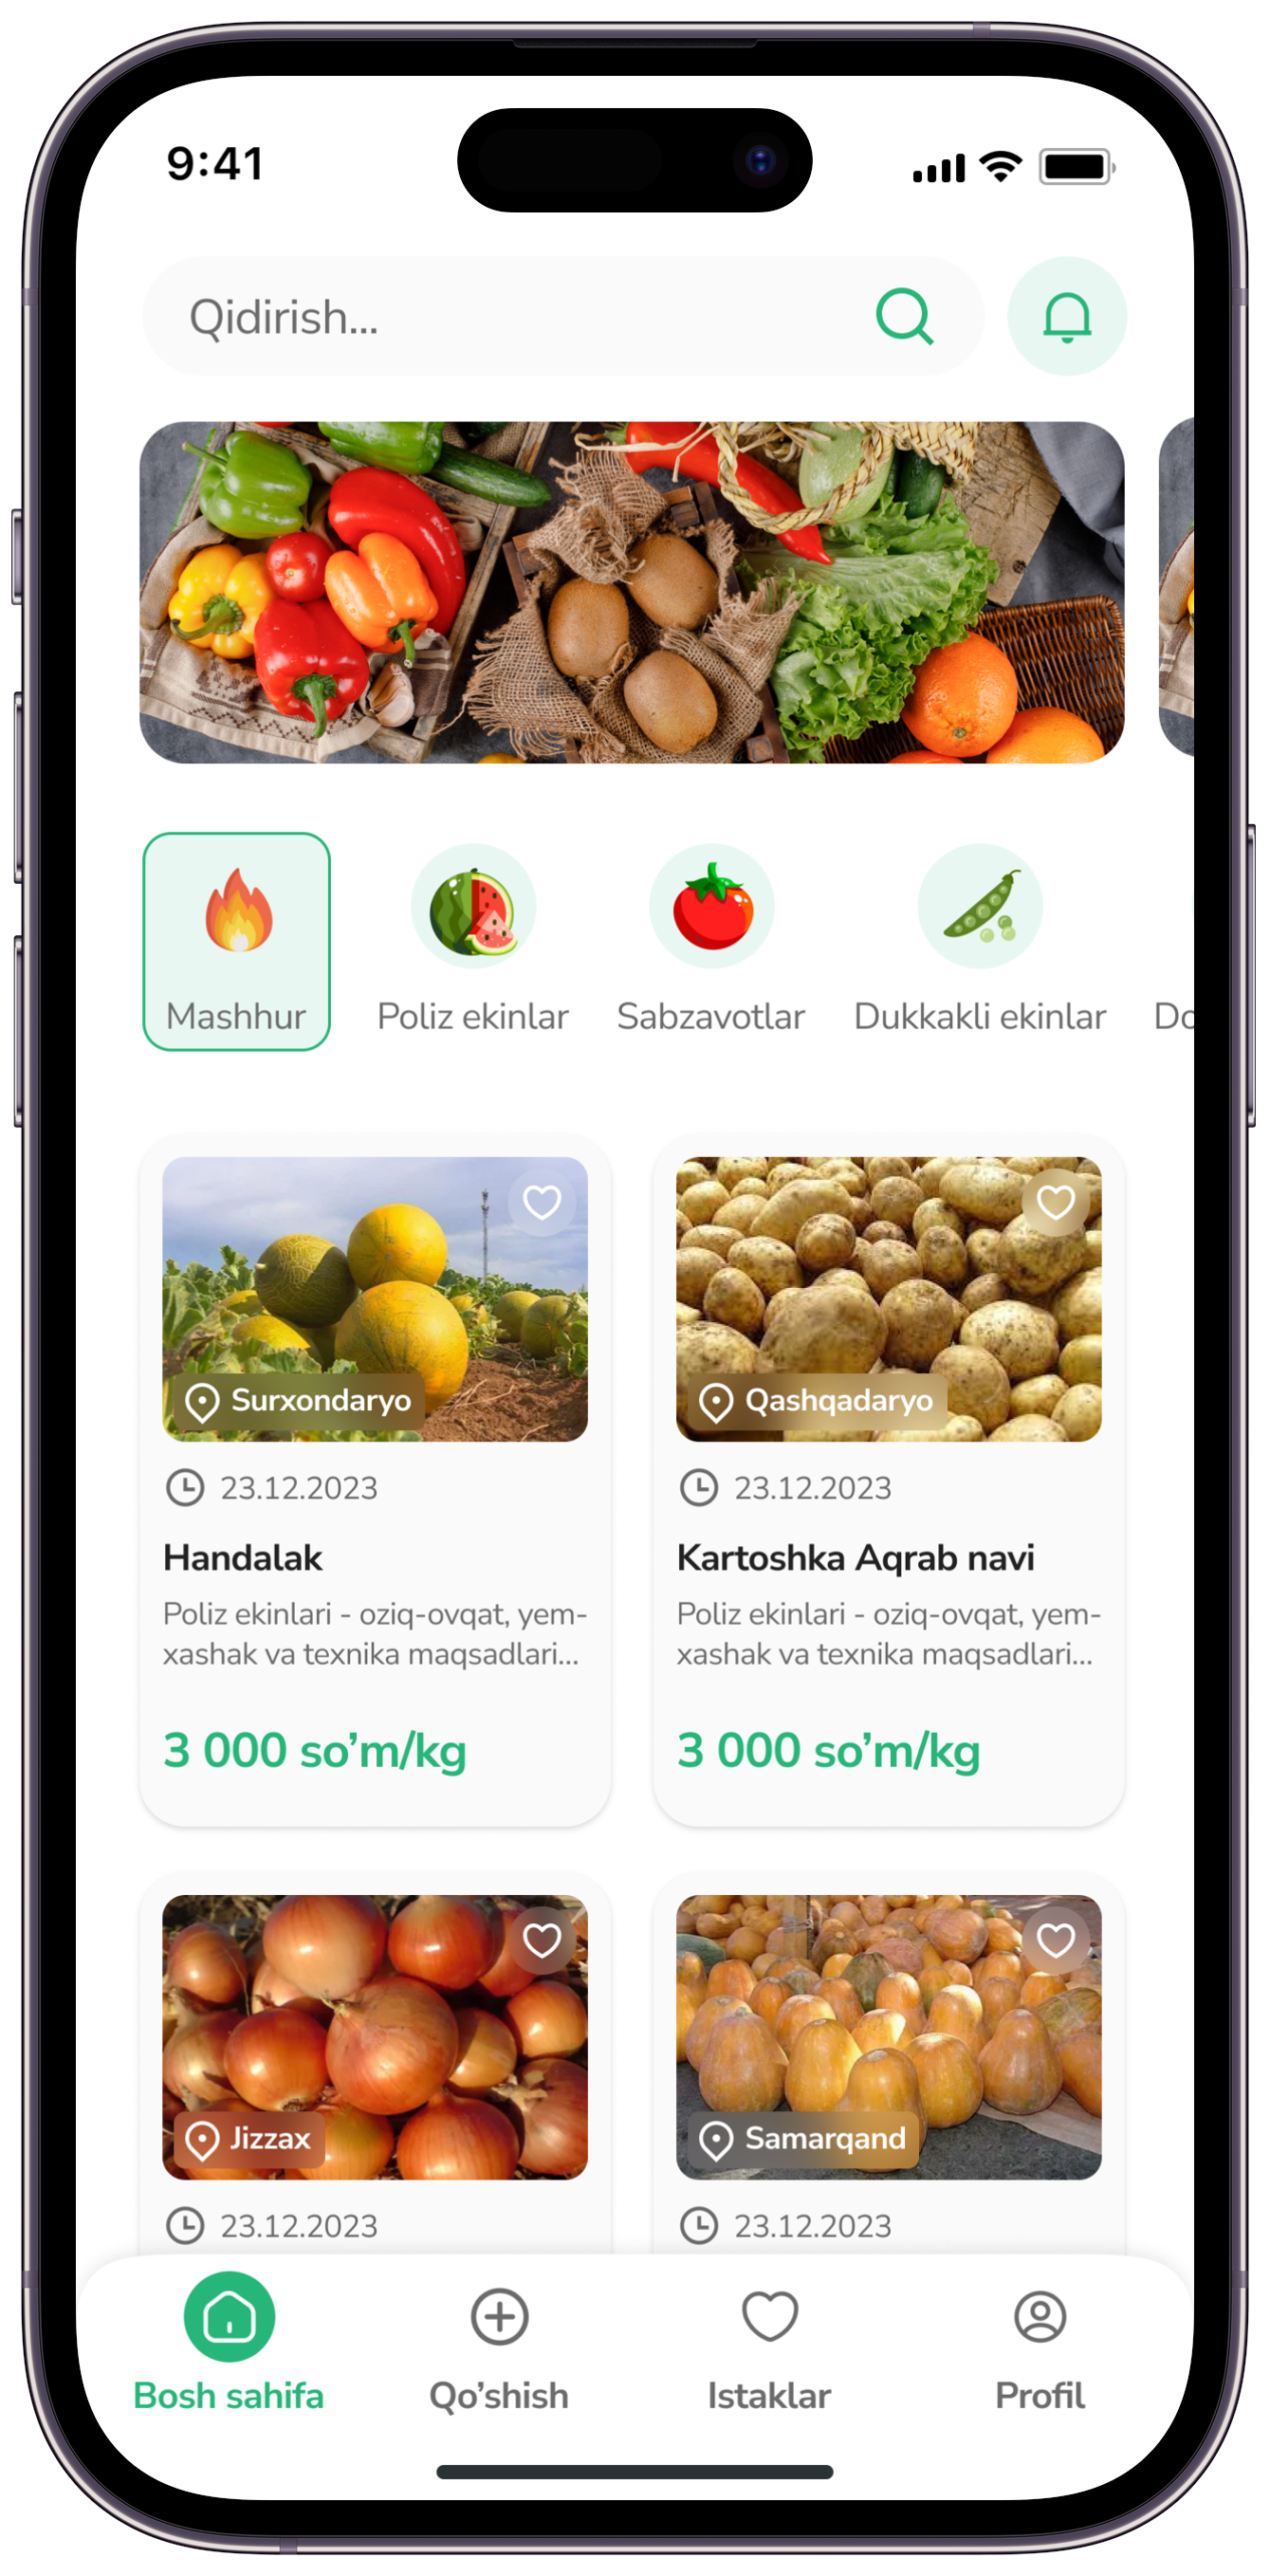 9:41
Qidirish...
Mashhur
Poliz ekinlar
Sabzavotlar
Dukkakli ekinlar
Do
Surxondaryo
23.12.2023
Handalak
Poliz ekinlari - oziq-ovqat, yem-
xashak va texnika maqsadlari...
3 000 so’m/kg
Qashqadaryo
23.12.2023
Kartoshka Aqrab navi
Poliz ekinlari - oziq-ovqat, yem-
xashak va texnika maqsadlari...
3 000 so’m/kg
Jizzax
23.12.2023
Samarqand
23.12.2023
Bosh sahifa
Qo’shish
Istaklar
Profil